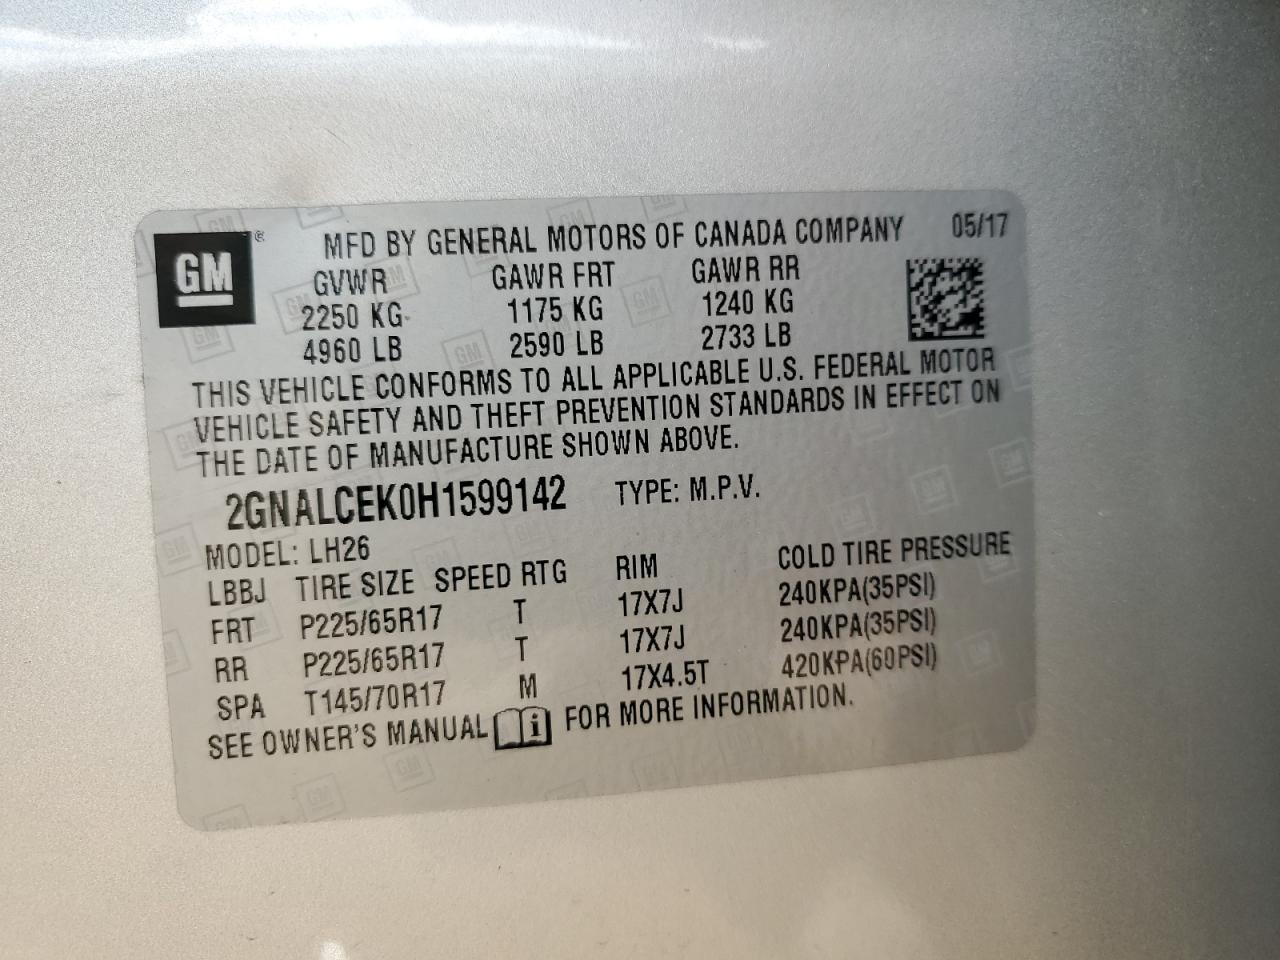 GM ® MFD BY GENERAL MOTORS OF CANADA COMPANY 05/17
GVWR GAWR FRT GAWR RR
2250 KG 1175 KG 1240 KG
4960 LB 2590 LB 2733 LB
THIS VEHICLE CONFORMS TO ALL APPLICABLE U.S. FEDERAL MOTOR
VEHICLE SAFETY AND THEFT PREVENTION STANDARDS IN EFFECT ON
THE DATE OF MANUFACTURE SHOWN ABOVE.
2GNALCEK0H1599142 TYPE: M.P.V.
MODEL: LH26
LBBJ TIRE SIZE SPEED RTG RIM COLD TIRE PRESSURE
FRT P225/65R17 T 17X7J 240KPA(35PSI)
RR P225/65R17 T 17X7J 240KPA(35PSI)
SPA T145/70R17 M 17X4.5T 420KPA(60PSI)
SEE OWNER'S MANUAL i FOR MORE INFORMATION.